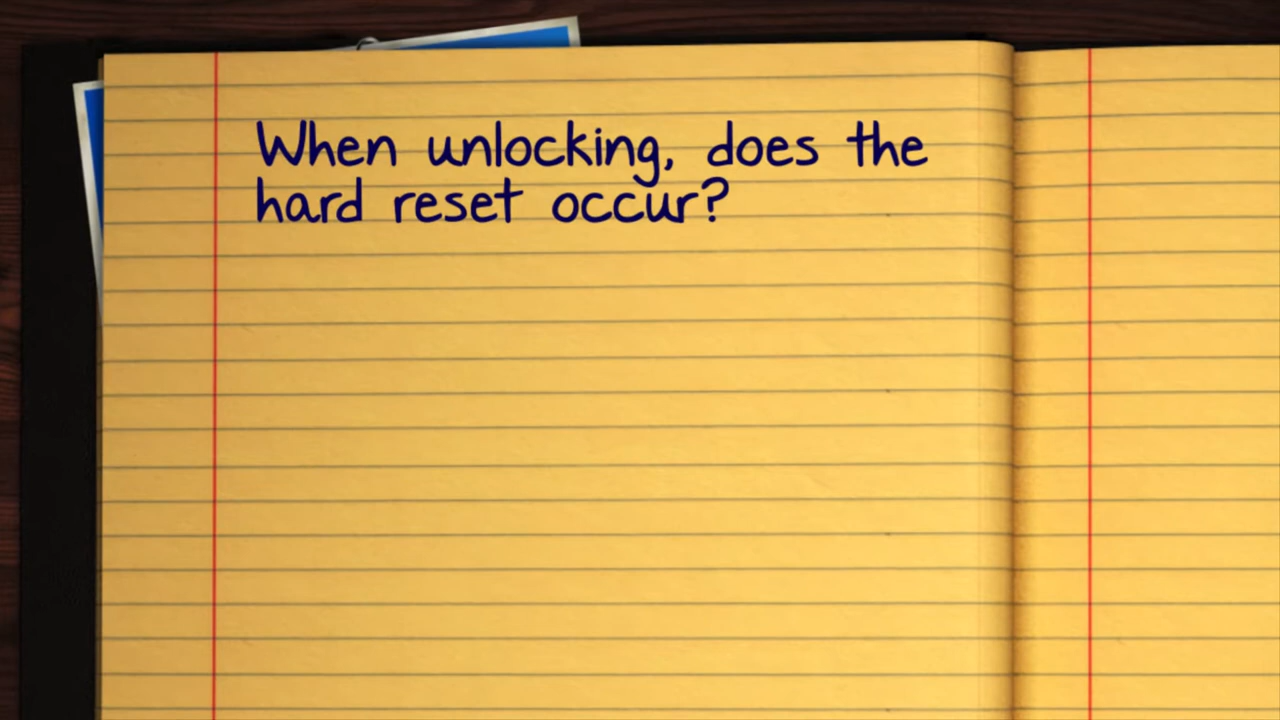 When unlocking, does the
hard reset occur?